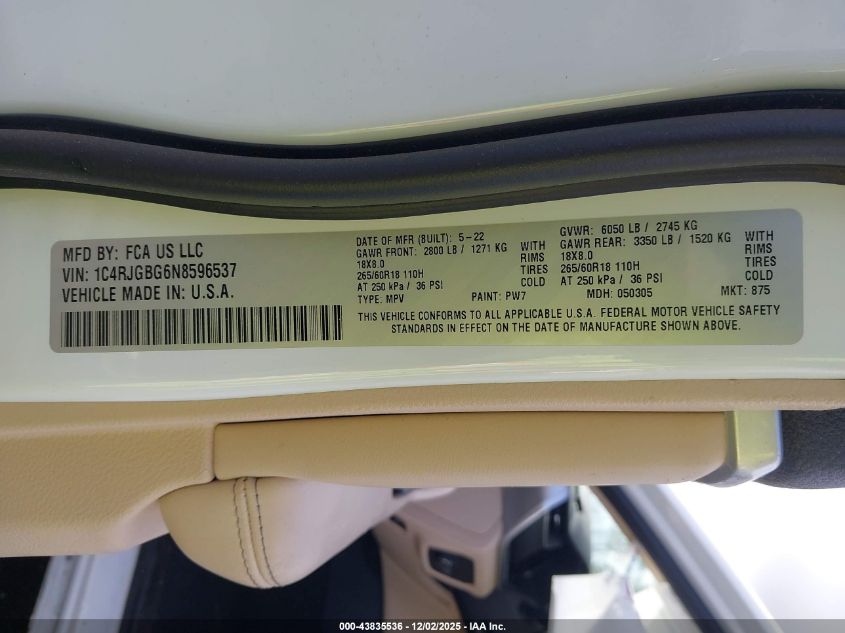 MFD BY: FCA US LLC
VIN: 1C4RJGBG6N8596537
VEHICLE MADE IN: U.S.A.
DATE OF MFR (BUILT): 5-22
GAWR FRONT: 2800 LB / 1271 KG WITH
18X8.0 RIMS
265/60R18 110H TIRES
AT 250 kPa / 36 PSI COLD
TYPE: MPV PAINT: PW7
GVWR: 6050 LB / 2745 KG
GAWR REAR: 3350 LB / 1520 KG WITH
18X8.0 RIMS
265/60R18 110H TIRES
AT 250 kPa / 36 PSI COLD
MDH: 050305 MKT: 875
THIS VEHICLE CONFORMS TO ALL APPLICABLE U.S.A. FEDERAL MOTOR VEHICLE SAFETY
STANDARDS IN EFFECT ON THE DATE OF MANUFACTURE SHOWN ABOVE.
000-43835536 - 12/02/2025 - IAA Inc.